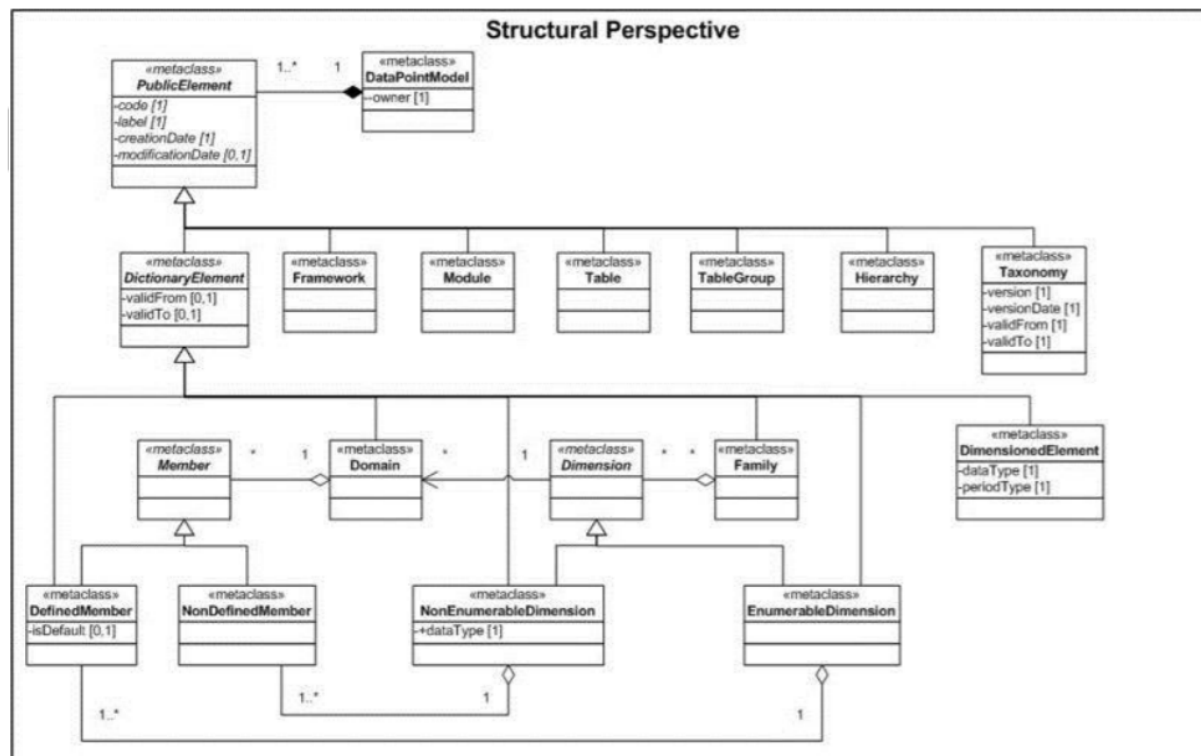 Structural Perspective
«metaclass»
PublicElement
-code [1]
-label [1]
-creationDate [1]
-modificationDate [0,1]
1..*
1
«metaclass»
DataPointModel
--owner [1]
«metaclass»
DictionaryElement
-validFrom [0,1]
-validTo [0,1]
«metaclass»
Framework
«metaclass»
Module
«metaclass»
Table
«metaclass»
TableGroup
«metaclass»
Hierarchy
«metaclass»
Taxonomy
-version [1]
-versionDate [1]
-validFrom [1]
-validTo [1]
«metaclass»
Member
*
1
«metaclass»
Domain
*
1
«metaclass»
Dimension
*
*
«metaclass»
Family
«metaclass»
DimensionedElement
-dataType [1]
-periodType [1]
«metaclass»
DefinedMember
-isDefault [0,1]
«metaclass»
NonDefinedMember
«metaclass»
NonEnumerableDimension
-+dataType [1]
«metaclass»
EnumerableDimension
1..*
1
1..*
1